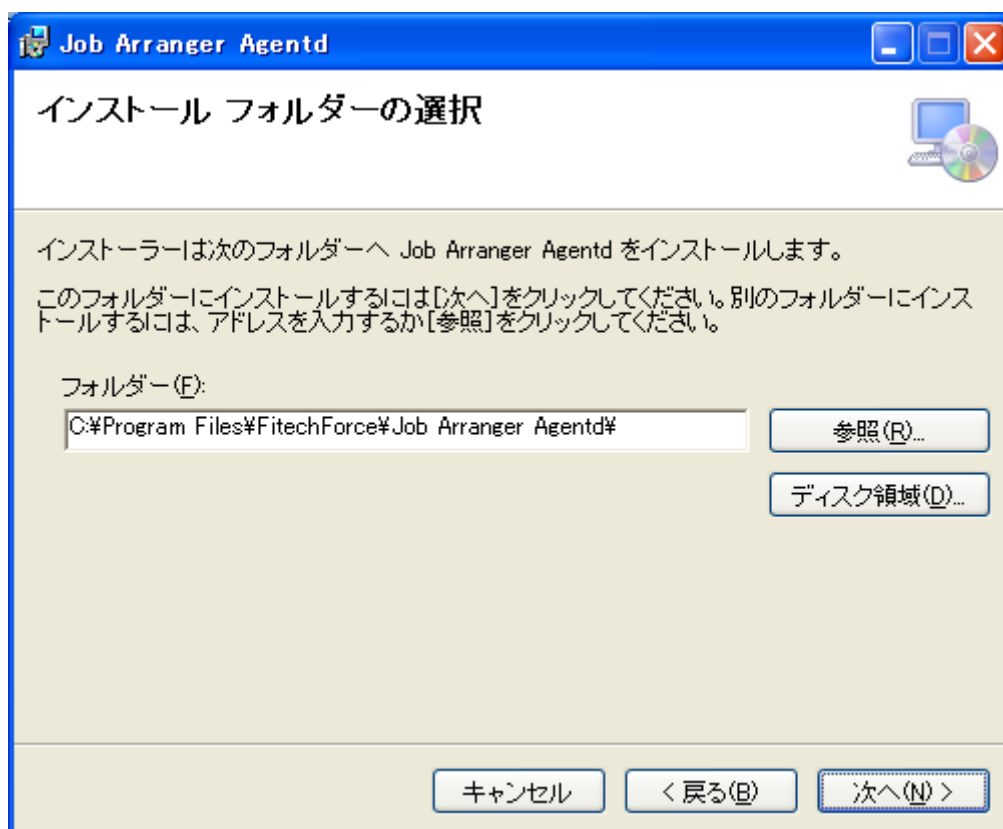 Job Arranger Agentd
インストール フォルダーの選択
インストーラーは次のフォルダーへ Job Arranger Agentd をインストールします。
このフォルダーにインストールするには[次へ]をクリックしてください。別のフォルダーにインス
トールするには、アドレスを入力するか[参照]をクリックしてください。
フォルダー(F):
C:¥Program Files¥FitechForce¥Job Arranger Agentd¥
参照(R)...
ディスク領域(D)...
キャンセル
< 戻る(B)
次へ(N) >